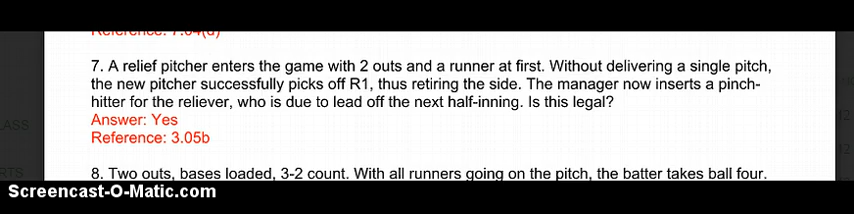 Reference: 7.04(d)
7. A relief pitcher enters the game with 2 outs and a runner at first. Without delivering a single pitch,
the new pitcher successfully picks off R1, thus retiring the side. The manager now inserts a pinch-
hitter for the reliever, who is due to lead off the next half-inning. Is this legal?
Answer: Yes
Reference: 3.05b
8. Two outs, bases loaded, 3-2 count. With all runners going on the pitch, the batter takes ball four.
Screencast-O-Matic.com